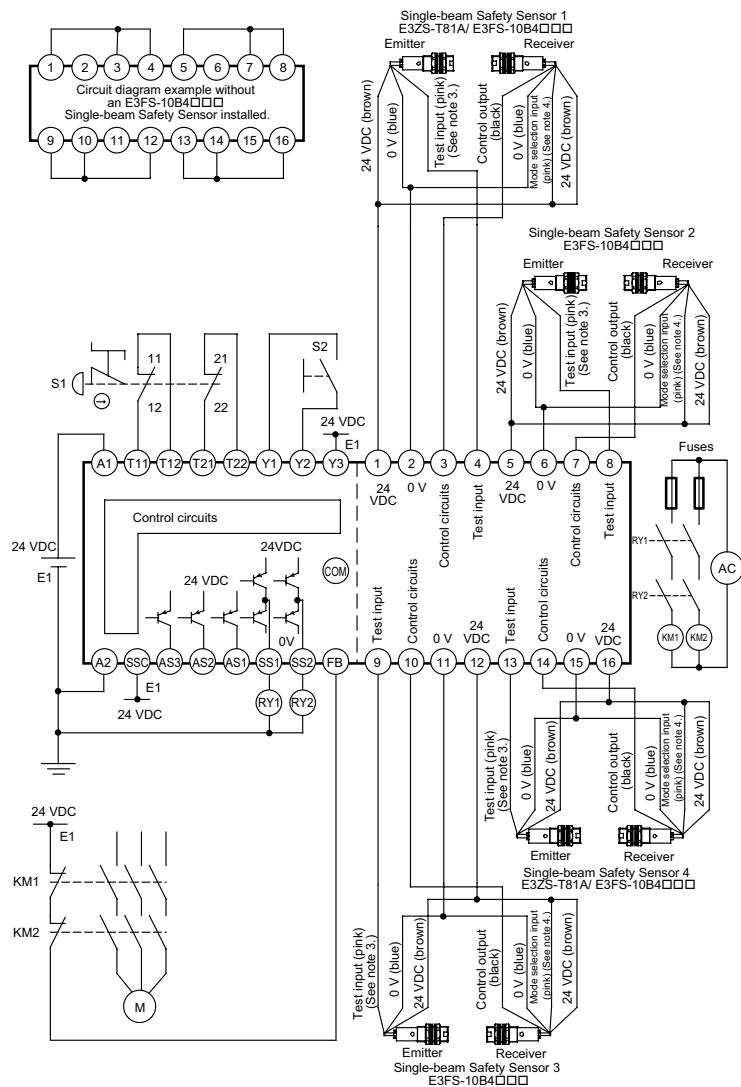 1 2 3 4 5 6 7 8
Circuit diagram example without
an E3FS-10B4□□□
Single-beam Safety Sensor installed.
9 10 11 12 13 14 15 16
Single-beam Safety Sensor 1
E3ZS-T81A/ E3FS-10B4□□□
Emitter
Receiver
24 VDC (brown)
0 V (blue)
Test input (pink)
(See note 3.)
Control output
(black)
0 V (blue)
Mode selection input
(pink) (See note 4.)
24 VDC (brown)
Single-beam Safety Sensor 2
E3FS-10B4□□□
Emitter
Receiver
24 VDC (brown)
0 V (blue)
Test input (pink)
(See note 3.)
Control output
(black)
0 V (blue)
Mode selection input
(pink) (See note 4.)
24 VDC (brown)
S1
11
12
21
22
S2
24 VDC
E1
A1 T11 T12 T21 T22 Y1 Y2 Y3 1 2 3 4 5 6 7 8
24 VDC
0 V
Control circuits
Test input
24 VDC
0 V
Control circuits
Test input
Fuses
RY1
RY2
KM1
KM2
AC
24 VDC
E1
Control circuits
24 VDC
24VDC
0V
COM
Test input
Control circuits
0 V
24 VDC
Test input
Control circuits
0 V
24 VDC
A2 SSC AS3 AS2 AS1 SS1 SS2 FB 9 10 11 12 13 14 15 16
E1
24 VDC
RY1
RY2
Test input (pink)
(See note 3.)
0 V (blue)
24 VDC (brown)
Control output
(black)
0 V (blue)
Mode selection input
(pink) (See note 4.)
24 VDC (brown)
Emitter
Receiver
Single-beam Safety Sensor 4
E3ZS-T81A/ E3FS-10B4□□□
24 VDC
E1
KM1
KM2
M
Test input (pink)
(See note 3.)
0 V (blue)
24 VDC (brown)
Control output
(black)
0 V (blue)
Mode selection input
(pink) (See note 4.)
24 VDC (brown)
Emitter
Receiver
Single-beam Safety Sensor 3
E3FS-10B4□□□